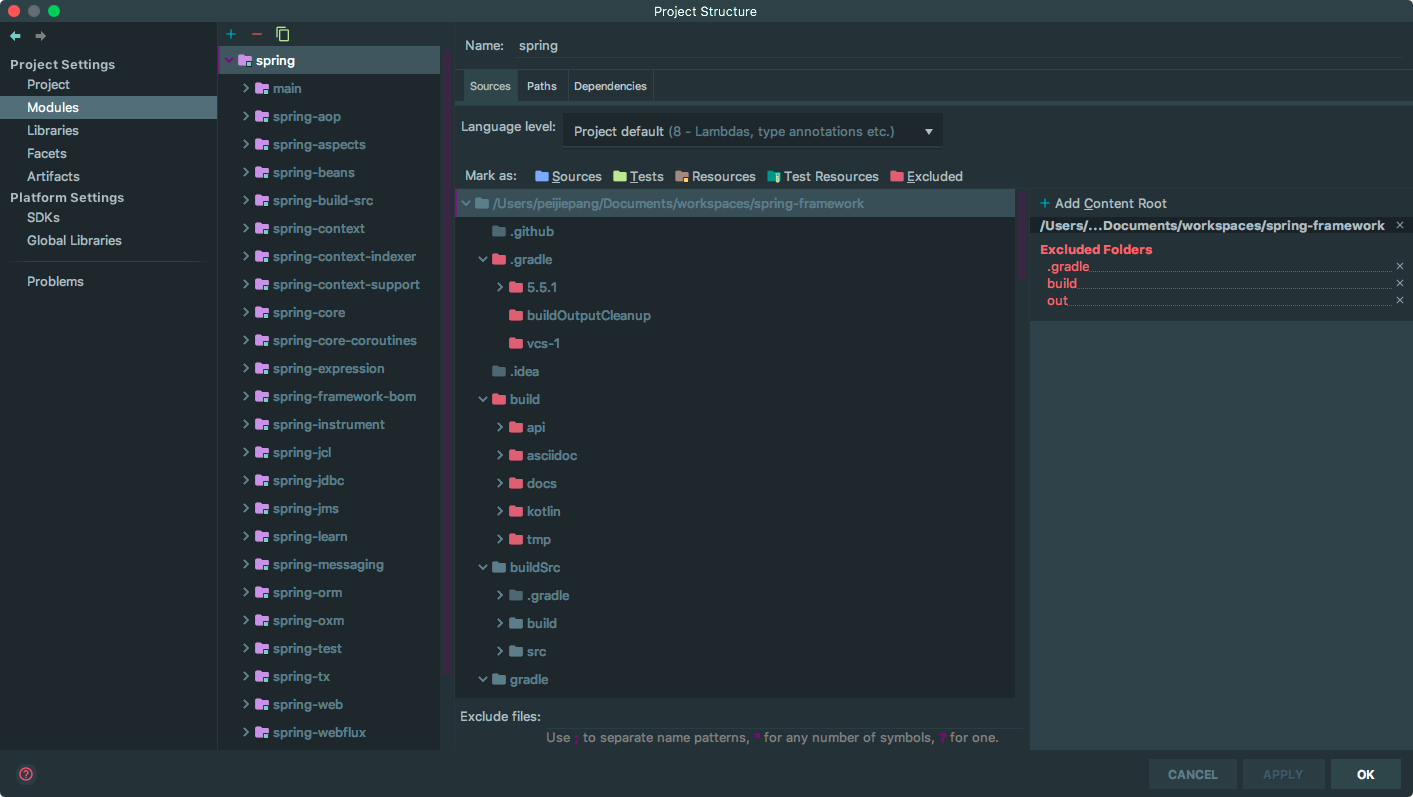 Project Structure
Project Settings
Project
Modules
Libraries
Facets
Artifacts
Platform Settings
SDKs
Global Libraries
Problems
spring
main
spring-aop
spring-aspects
spring-beans
spring-build-src
spring-context
spring-context-indexer
spring-context-support
spring-core
spring-core-coroutines
spring-expression
spring-framework-bom
spring-instrument
spring-jcl
spring-jdbc
spring-jms
spring-learn
spring-messaging
spring-orm
spring-oxm
spring-test
spring-tx
spring-web
spring-webflux
Name: spring
Sources Paths Dependencies
Language level: Project default (8 - Lambdas, type annotations etc.)
Mark as: Sources Tests Resources Test Resources Excluded
/Users/peijiepang/Documents/workspaces/spring-framework
.github
.gradle
5.5.1
buildOutputCleanup
vcs-1
.idea
build
api
asciidoc
docs
kotlin
tmp
buildSrc
.gradle
build
src
gradle
Exclude files:
Use ; to separate name patterns, * for any number of symbols, ? for one.
+ Add Content Root
/Users/...Documents/workspaces/spring-framework
Excluded Folders
.gradle
build
out
CANCEL APPLY OK